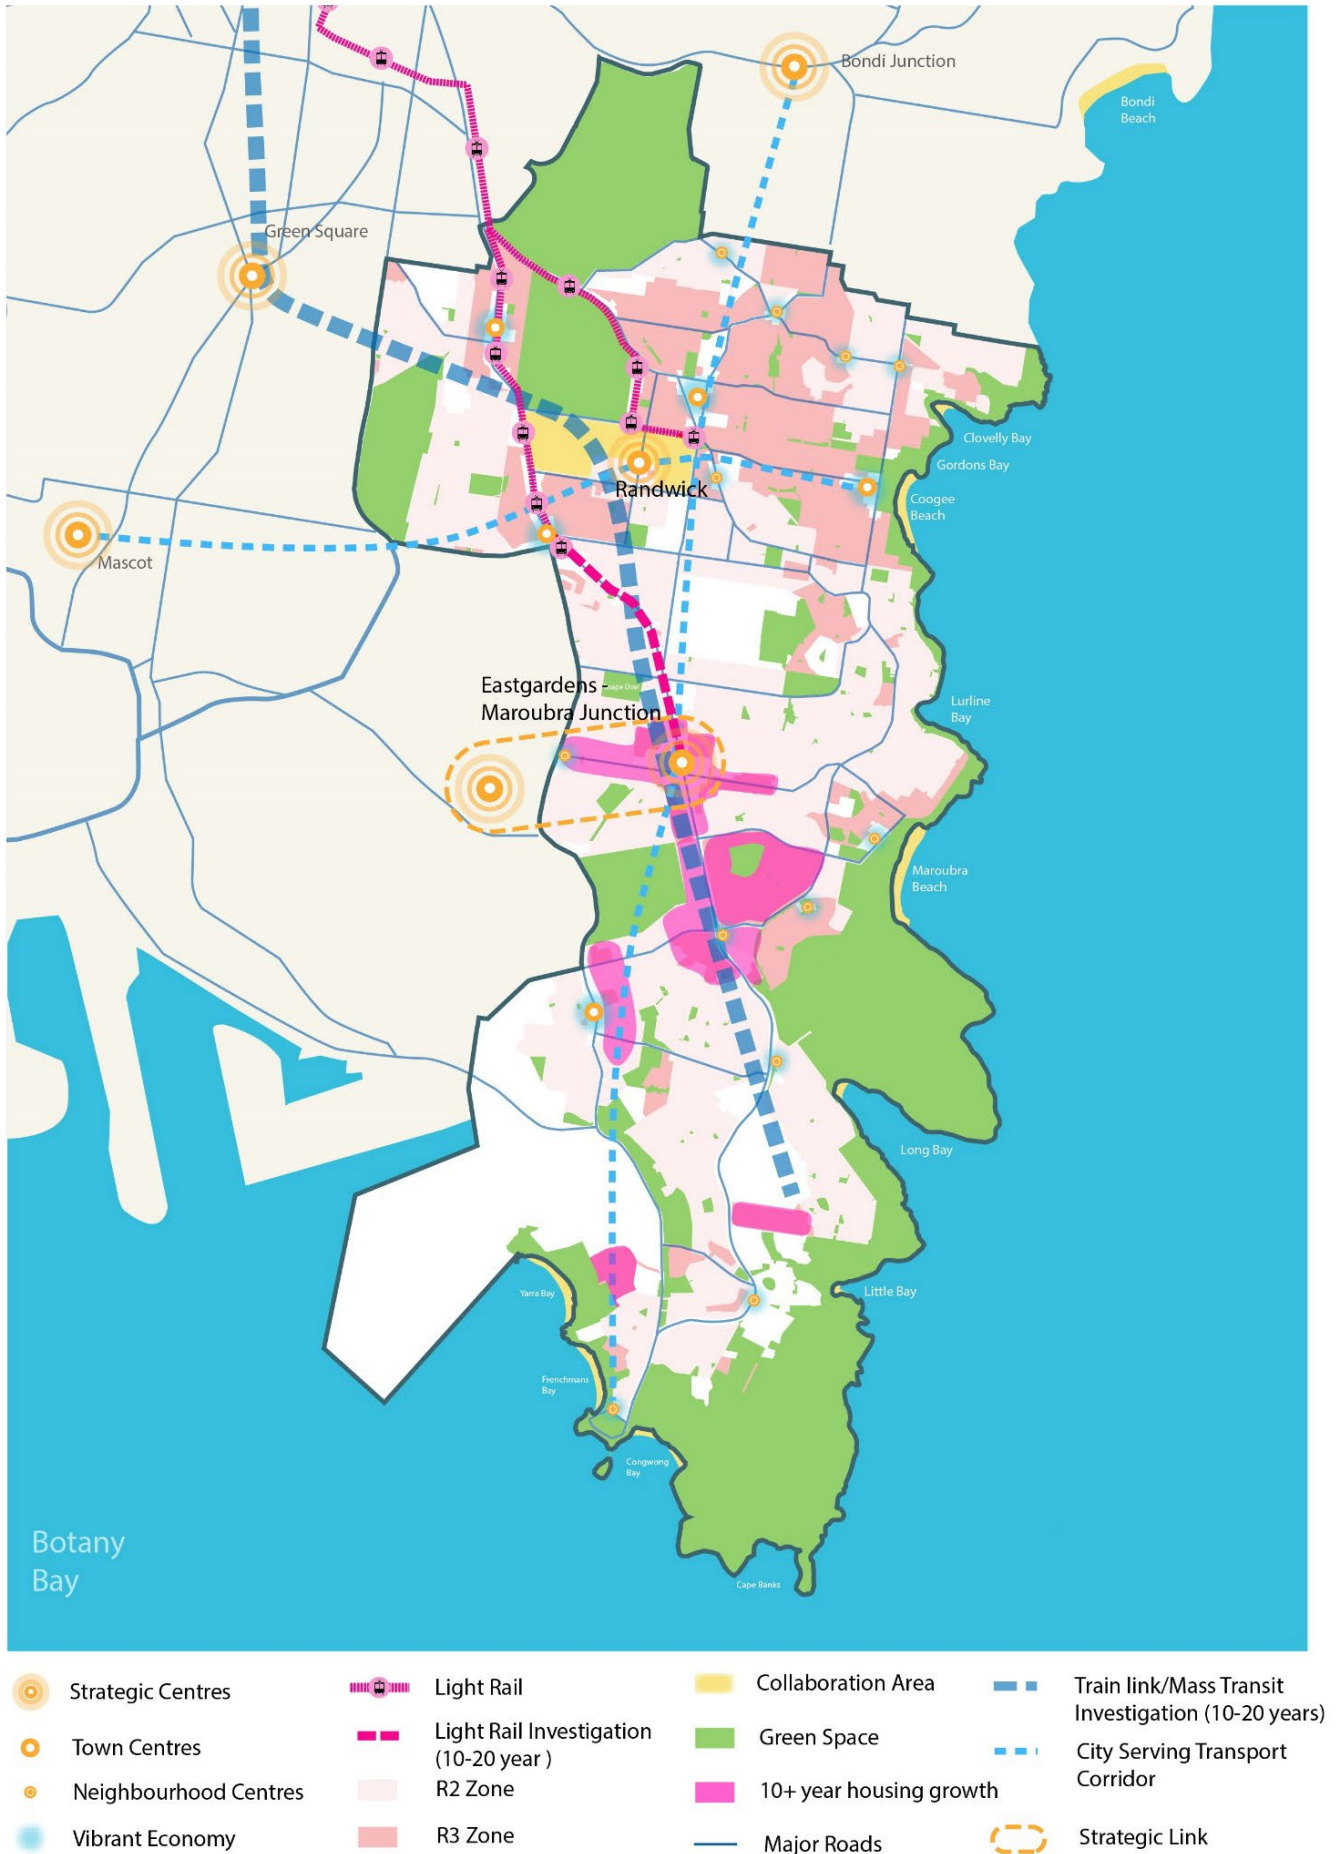 Bondi Junction
Bondi
Beach
Green Square
Clovelly Bay
Gordons Bay
Randwick
Coogee
Beach
Mascot
Eastgardens -
Maroubra Junction
Lurline
Bay
Maroubra
Beach
Long Bay
Yarra Bay
Little Bay
Frenchmans
Bay
Congwong
Bay
Botany
Bay
Cape Banks
Strategic Centres
Town Centres
Neighbourhood Centres
Vibrant Economy
Light Rail
Light Rail Investigation
(10-20 year )
R2 Zone
R3 Zone
Collaboration Area
Green Space
10+ year housing growth
Major Roads
Train link/Mass Transit
Investigation (10-20 years)
City Serving Transport
Corridor
Strategic Link